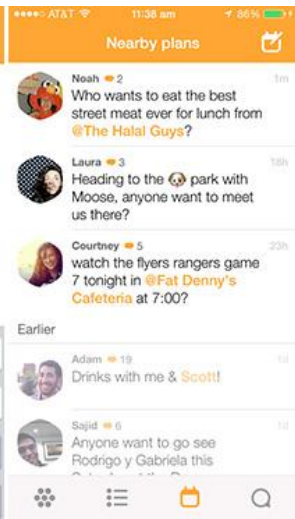 AT&T 11:38 am 86%
Nearby plans
Noah 2 1m
Who wants to eat the best
street meat ever for lunch from
@The Halal Guys?
Laura 3 18h
Heading to the 🐶 park with
Moose, anyone want to meet
us there?
Courtney 5 23h
watch the flyers rangers game
7 tonight in @Fat Denny's
Cafeteria at 7:00?
Earlier
Adam 19 1d
Drinks with me & Scott!
Sajid 6 1d
Anyone want to go see
Rodrigo y Gabriela this